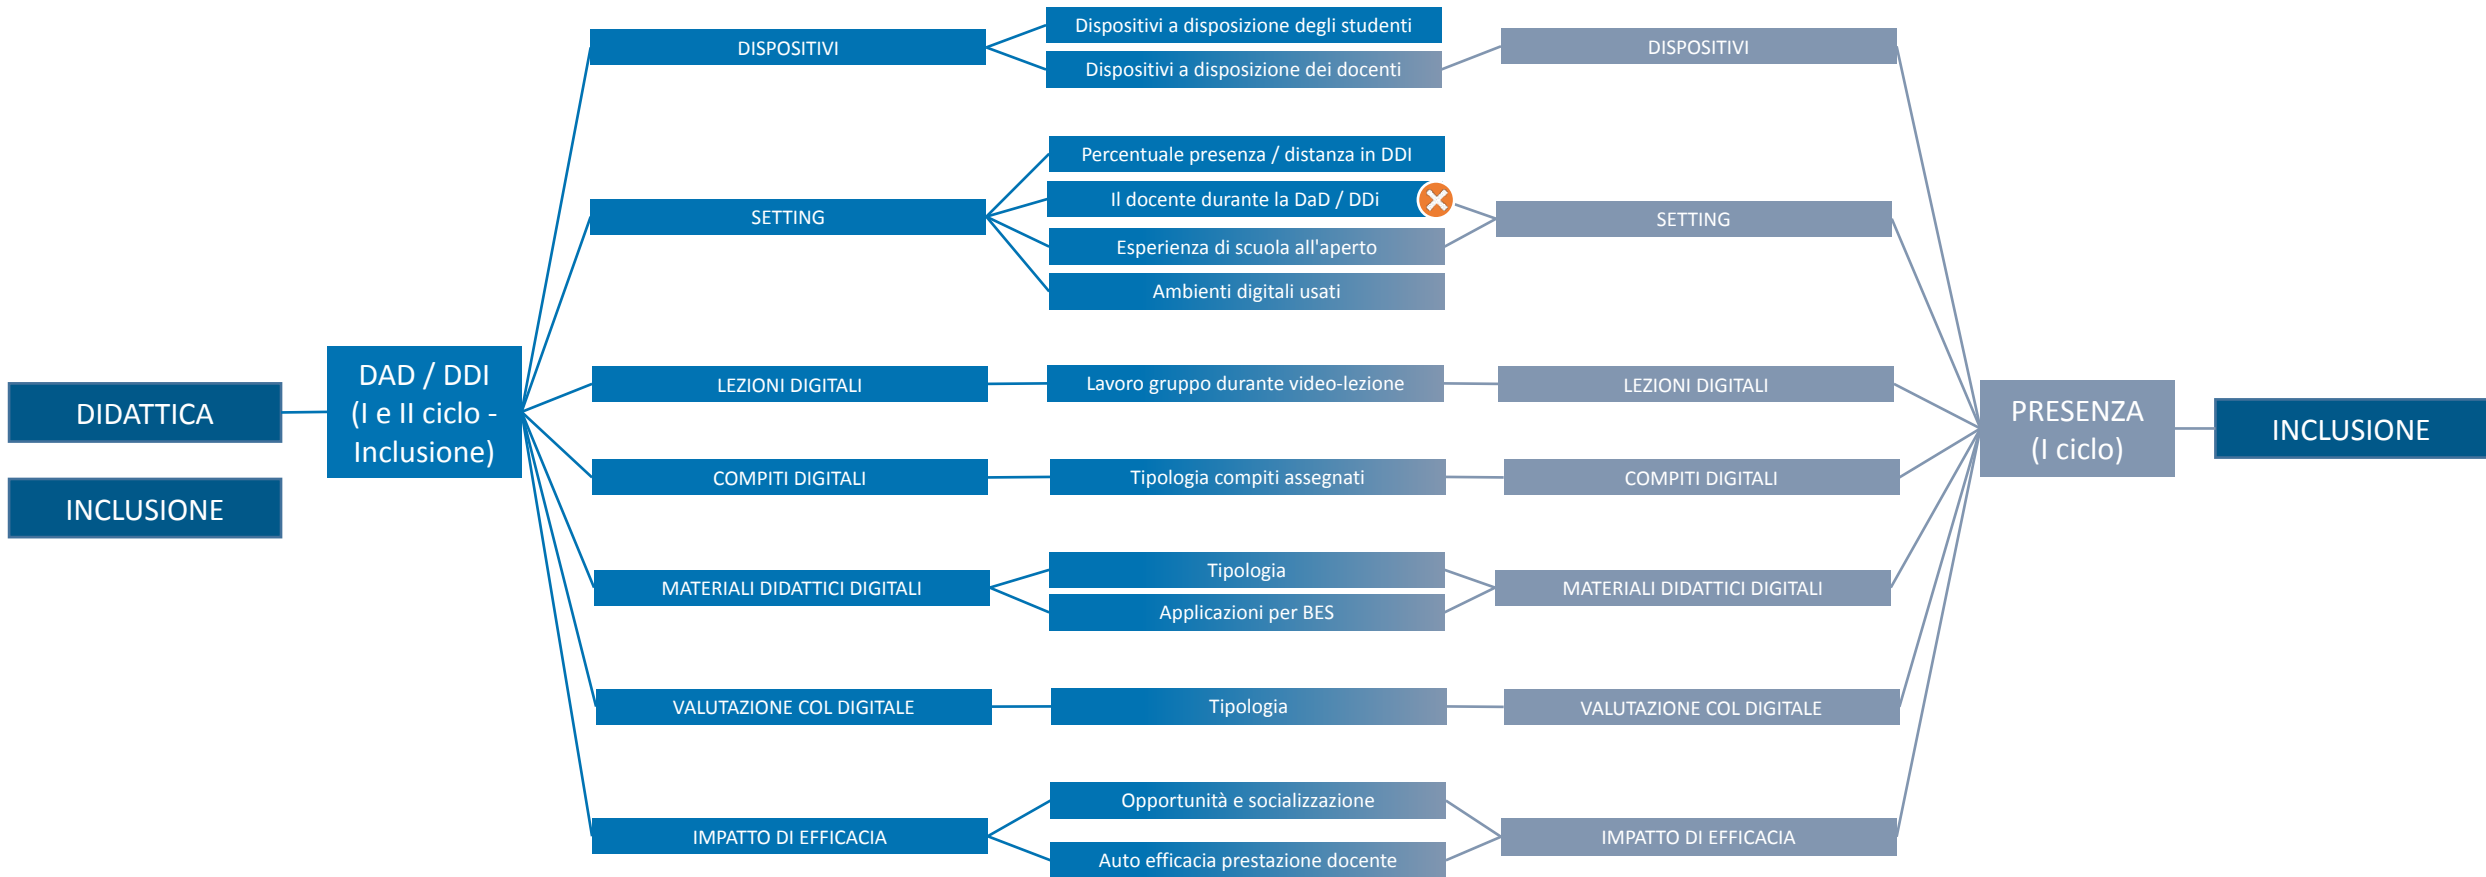 DIDATTICA
INCLUSIONE
DAD / DDI
(I e II ciclo -
Inclusione)
DISPOSITIVI
SETTING
LEZIONI DIGITALI
COMPITI DIGITALI
MATERIALI DIDATTICI DIGITALI
VALUTAZIONE COL DIGITALE
IMPATTO DI EFFICACIA
Dispositivi a disposizione degli studenti
Dispositivi a disposizione dei docenti
Percentuale presenza / distanza in DDI
Il docente durante la DaD / DDi
Esperienza di scuola all'aperto
Ambienti digitali usati
Lavoro gruppo durante video-lezione
Tipologia compiti assegnati
Tipologia
Applicazioni per BES
Tipologia
Opportunità e socializzazione
Auto efficacia prestazione docente
DISPOSITIVI
SETTING
LEZIONI DIGITALI
COMPITI DIGITALI
MATERIALI DIDATTICI DIGITALI
VALUTAZIONE COL DIGITALE
IMPATTO DI EFFICACIA
PRESENZA
(I ciclo)
INCLUSIONE